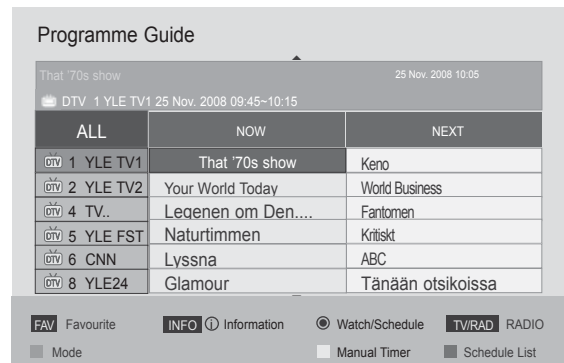 Programme Guide
That '70s show 25 Nov. 2008 10:05
DTV 1 YLE TV1 25 Nov. 2008 09:45~10:15
ALL NOW NEXT
DTV 1 YLE TV1 That '70s show Keno
DTV 2 YLE TV2 Your World Today World Business
DTV 4 TV.. Legenen om Den.... Fantomen
DTV 5 YLE FST Naturtimmen Kritiskt
DTV 6 CNN Lyssna ABC
DTV 8 YLE24 Glamour Tänään otsikoissa
FAV Favourite INFO i Information Watch/Schedule TV/RAD RADIO
Mode Manual Timer Schedule List